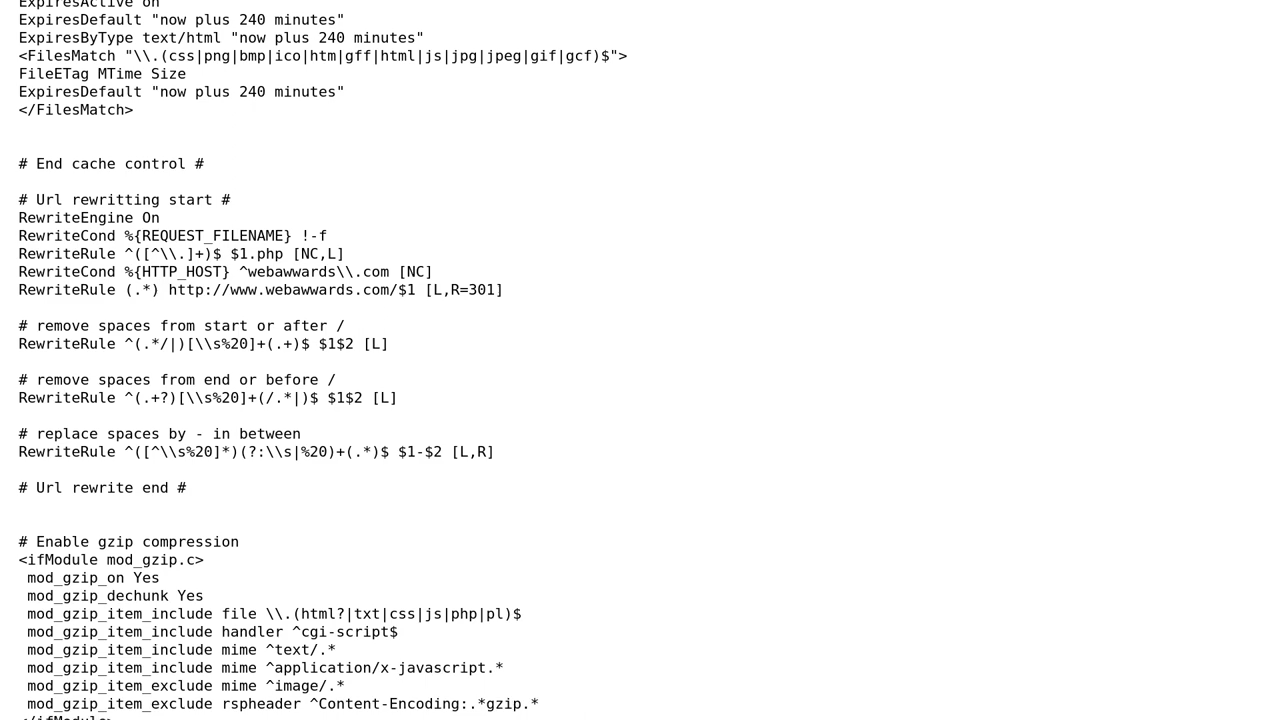 ExpiresActive on
ExpiresDefault "now plus 240 minutes"
ExpiresByType text/html "now plus 240 minutes"
<FilesMatch "\\.(css|png|bmp|ico|htm|gff|html|js|jpg|jpeg|gif|gcf)$">
FileETag MTime Size
ExpiresDefault "now plus 240 minutes"
</FilesMatch>
# End cache control #
# Url rewritting start #
RewriteEngine On
RewriteCond %{REQUEST_FILENAME} !-f
RewriteRule ^([^\\.]+)$ $1.php [NC,L]
RewriteCond %{HTTP_HOST} ^webawwards\\.com [NC]
RewriteRule (.*) http://www.webawwards.com/$1 [L,R=301]
# remove spaces from start or after /
RewriteRule ^(.*/|)[\\s%20]+(.+)$ $1$2 [L]
# remove spaces from end or before /
RewriteRule ^(.+?)[\\s%20]+(/.*|)$ $1$2 [L]
# replace spaces by - in between
RewriteRule ^([^\\s%20]*)(?:\\s|%20)+(.*)$ $1-$2 [L,R]
# Url rewrite end #
# Enable gzip compression
<ifModule mod_gzip.c>
mod_gzip_on Yes
mod_gzip_dechunk Yes
mod_gzip_item_include file \\.(html?|txt|css|js|php|pl)$
mod_gzip_item_include handler ^cgi-script$
mod_gzip_item_include mime ^text/.*
mod_gzip_item_include mime ^application/x-javascript.*
mod_gzip_item_exclude mime ^image/.*
mod_gzip_item_exclude rspheader ^Content-Encoding:.*gzip.*
</ifModule>